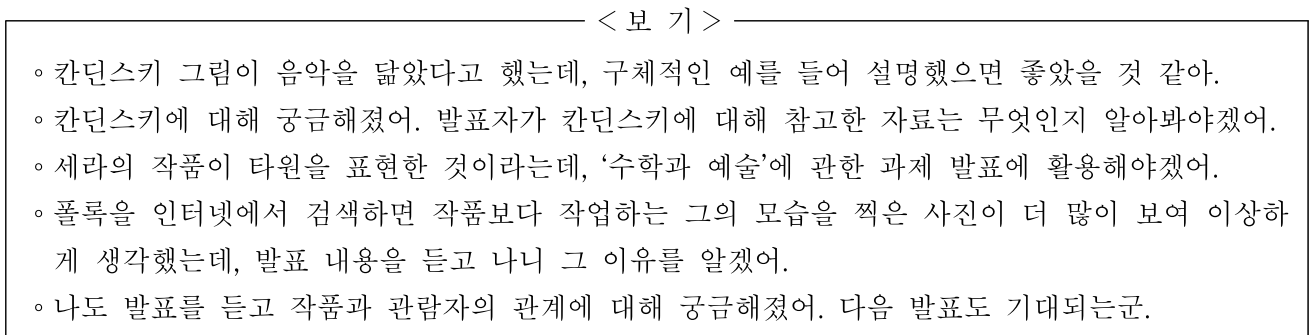 < 보 기 >
◦ 칸딘스키 그림이 음악을 닮았다고 했는데, 구체적인 예를 들어 설명했으면 좋았을 것 같아.
◦ 칸딘스키에 대해 궁금해졌어. 발표자가 칸딘스키에 대해 참고한 자료는 무엇인지 알아봐야겠어.
◦ 세라의 작품이 타원을 표현한 것이라는데, ‘수학과 예술’에 관한 과제 발표에 활용해야겠어.
◦ 폴록을 인터넷에서 검색하면 작품보다 작업하는 그의 모습을 찍은 사진이 더 많이 보여 이상하
게 생각했는데, 발표 내용을 듣고 나니 그 이유를 알겠어.
◦ 나도 발표를 듣고 작품과 관람자의 관계에 대해 궁금해졌어. 다음 발표도 기대되는군.